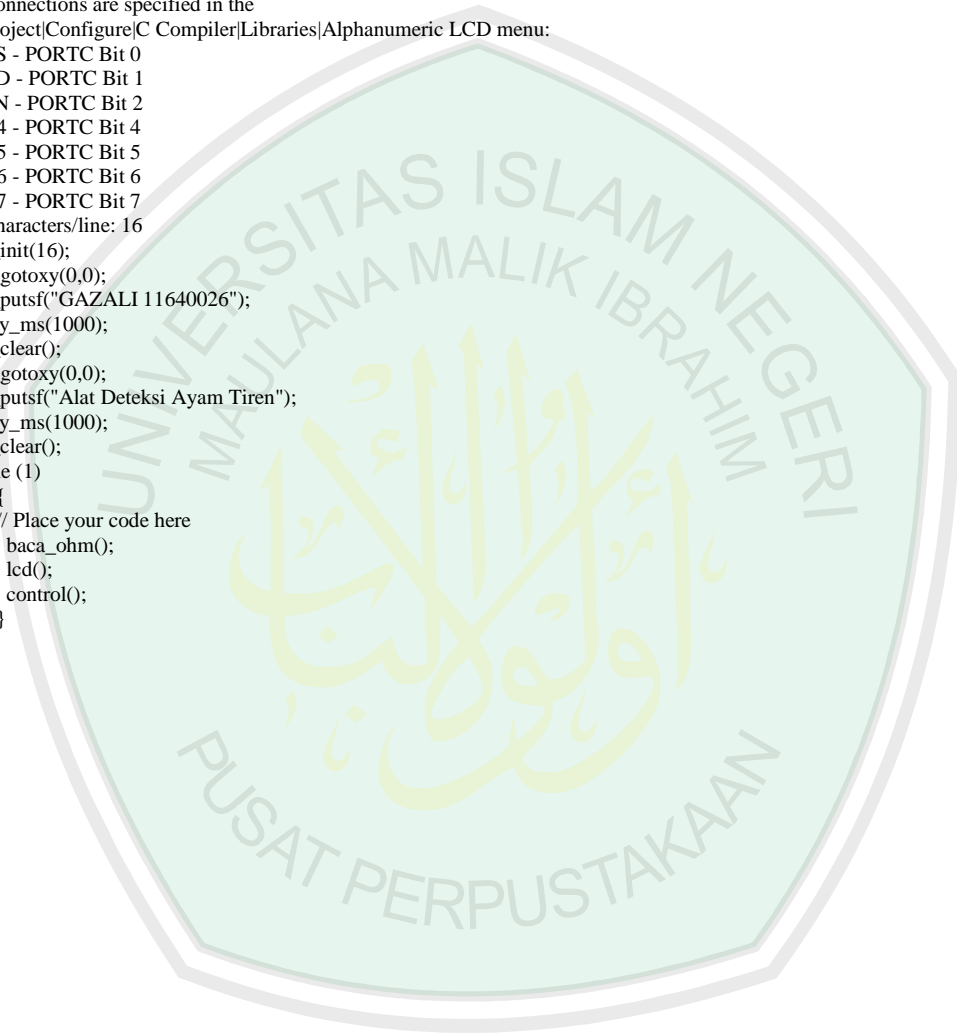 onnections are specified in the
oject|Configure|C Compiler|Libraries|Alphanumeric LCD menu:
S - PORTC Bit 0
D - PORTC Bit 1
N - PORTC Bit 2
4 - PORTC Bit 4
5 - PORTC Bit 5
6 - PORTC Bit 6
7 - PORTC Bit 7
haracters/line: 16
init(16);
gotoxy(0,0);
putsf("GAZALI 11640026");
y_ms(1000);
clear();
gotoxy(0,0);
putsf("Alat Deteksi Ayam Tiren");
y_ms(1000);
clear();
e (1)
{
/ Place your code here
baca_ohm();
lcd();
control();
}
UNIVERSITAS ISLAM NEGERI
MAULANA MALIK IBRAHIM
PUSAT PERPUSTAKAAN